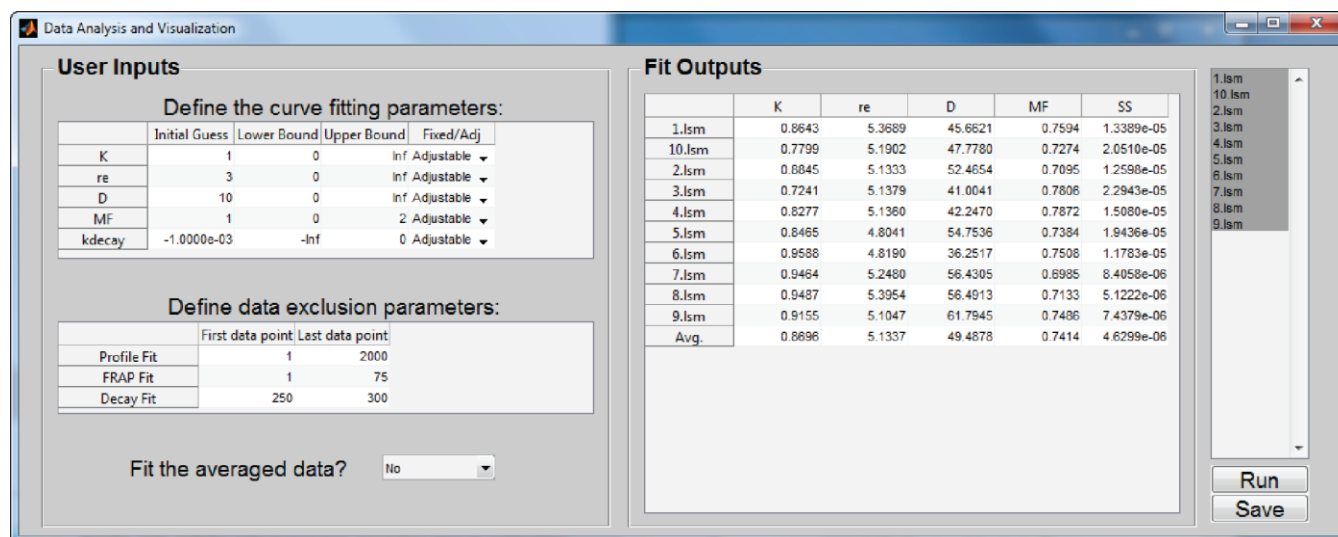 Data Analysis and Visualization
User Inputs
Define the curve fitting parameters:
Initial Guess Lower Bound Upper Bound Fixed/Adj
K 1 0 Inf Adjustable
re 3 0 Inf Adjustable
D 10 0 Inf Adjustable
MF 1 0 2 Adjustable
kdecay -1.0000e-03 -Inf 0 Adjustable
Define data exclusion parameters:
First data point Last data point
Profile Fit 1 2000
FRAP Fit 1 75
Decay Fit 250 300
Fit the averaged data? No
Fit Outputs
K re D MF SS
1.lsm 0.8643 5.3689 45.6621 0.7594 1.3389e-05
10.lsm 0.7799 5.1902 47.7780 0.7274 2.0510e-05
2.lsm 0.8845 5.1333 52.4654 0.7095 1.2598e-05
3.lsm 0.7241 5.1379 41.0041 0.7806 2.2943e-05
4.lsm 0.8277 5.1360 42.2470 0.7872 1.5080e-05
5.lsm 0.8465 4.8041 54.7536 0.7384 1.9436e-05
6.lsm 0.9588 4.8190 36.2517 0.7508 1.1783e-05
7.lsm 0.9464 5.2480 56.4305 0.6985 8.4058e-06
8.lsm 0.9487 5.3954 56.4913 0.7133 5.1222e-06
9.lsm 0.9155 5.1047 61.7945 0.7486 7.4379e-06
Avg. 0.8696 5.1337 49.4878 0.7414 4.6299e-06
1.lsm
10.lsm
2.lsm
3.lsm
4.lsm
5.lsm
6.lsm
7.lsm
8.lsm
9.lsm
Run
Save